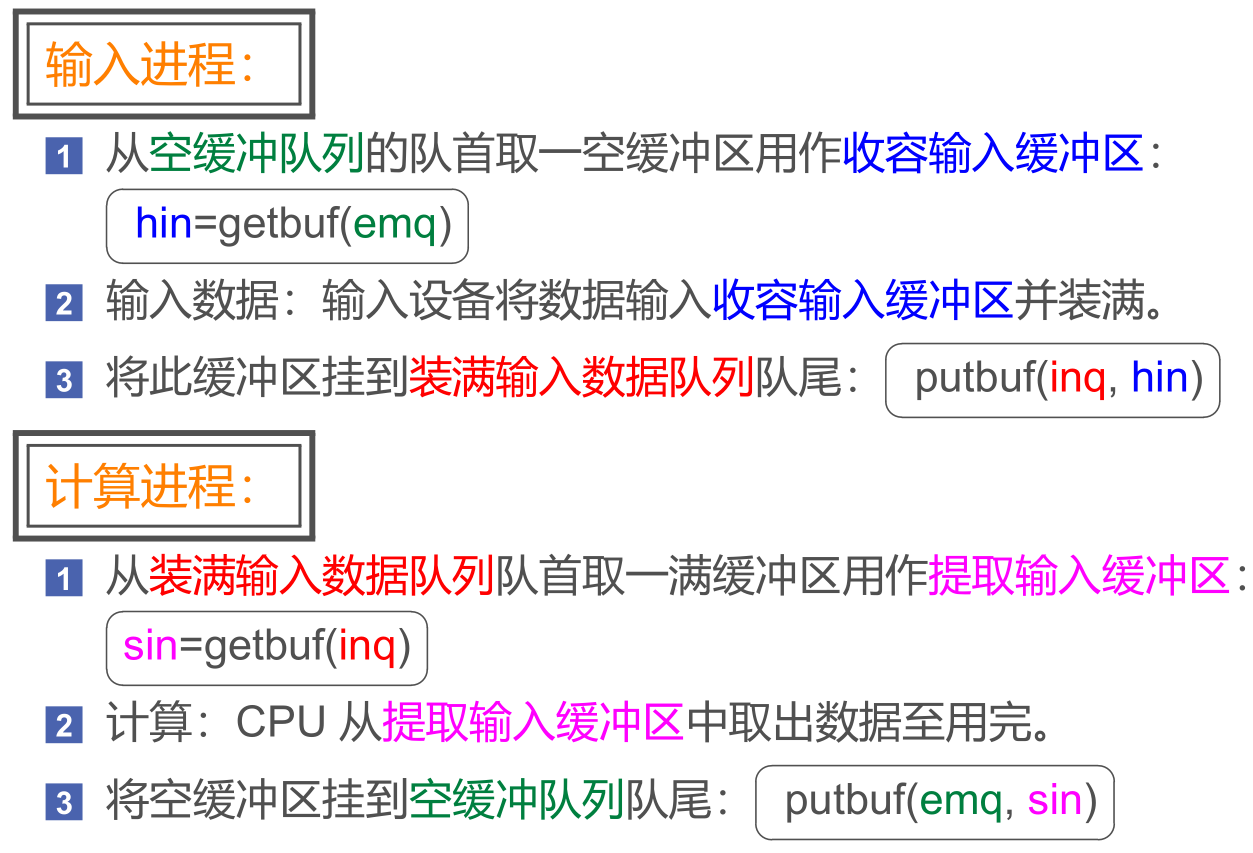 输入进程：
1 从空缓冲队列的队首取一空缓冲区用作收容输入缓冲区：
hin=getbuf(emq)
2 输入数据：输入设备将数据输入收容输入缓冲区并装满。
3 将此缓冲区挂到装满输入数据队列队尾： putbuf(inq, hin)
计算进程：
1 从装满输入数据队列队首取一满缓冲区用作提取输入缓冲区：
sin=getbuf(inq)
2 计算：CPU 从提取输入缓冲区中取出数据至用完。
3 将空缓冲区挂到空缓冲队列队尾： putbuf(emq, sin)